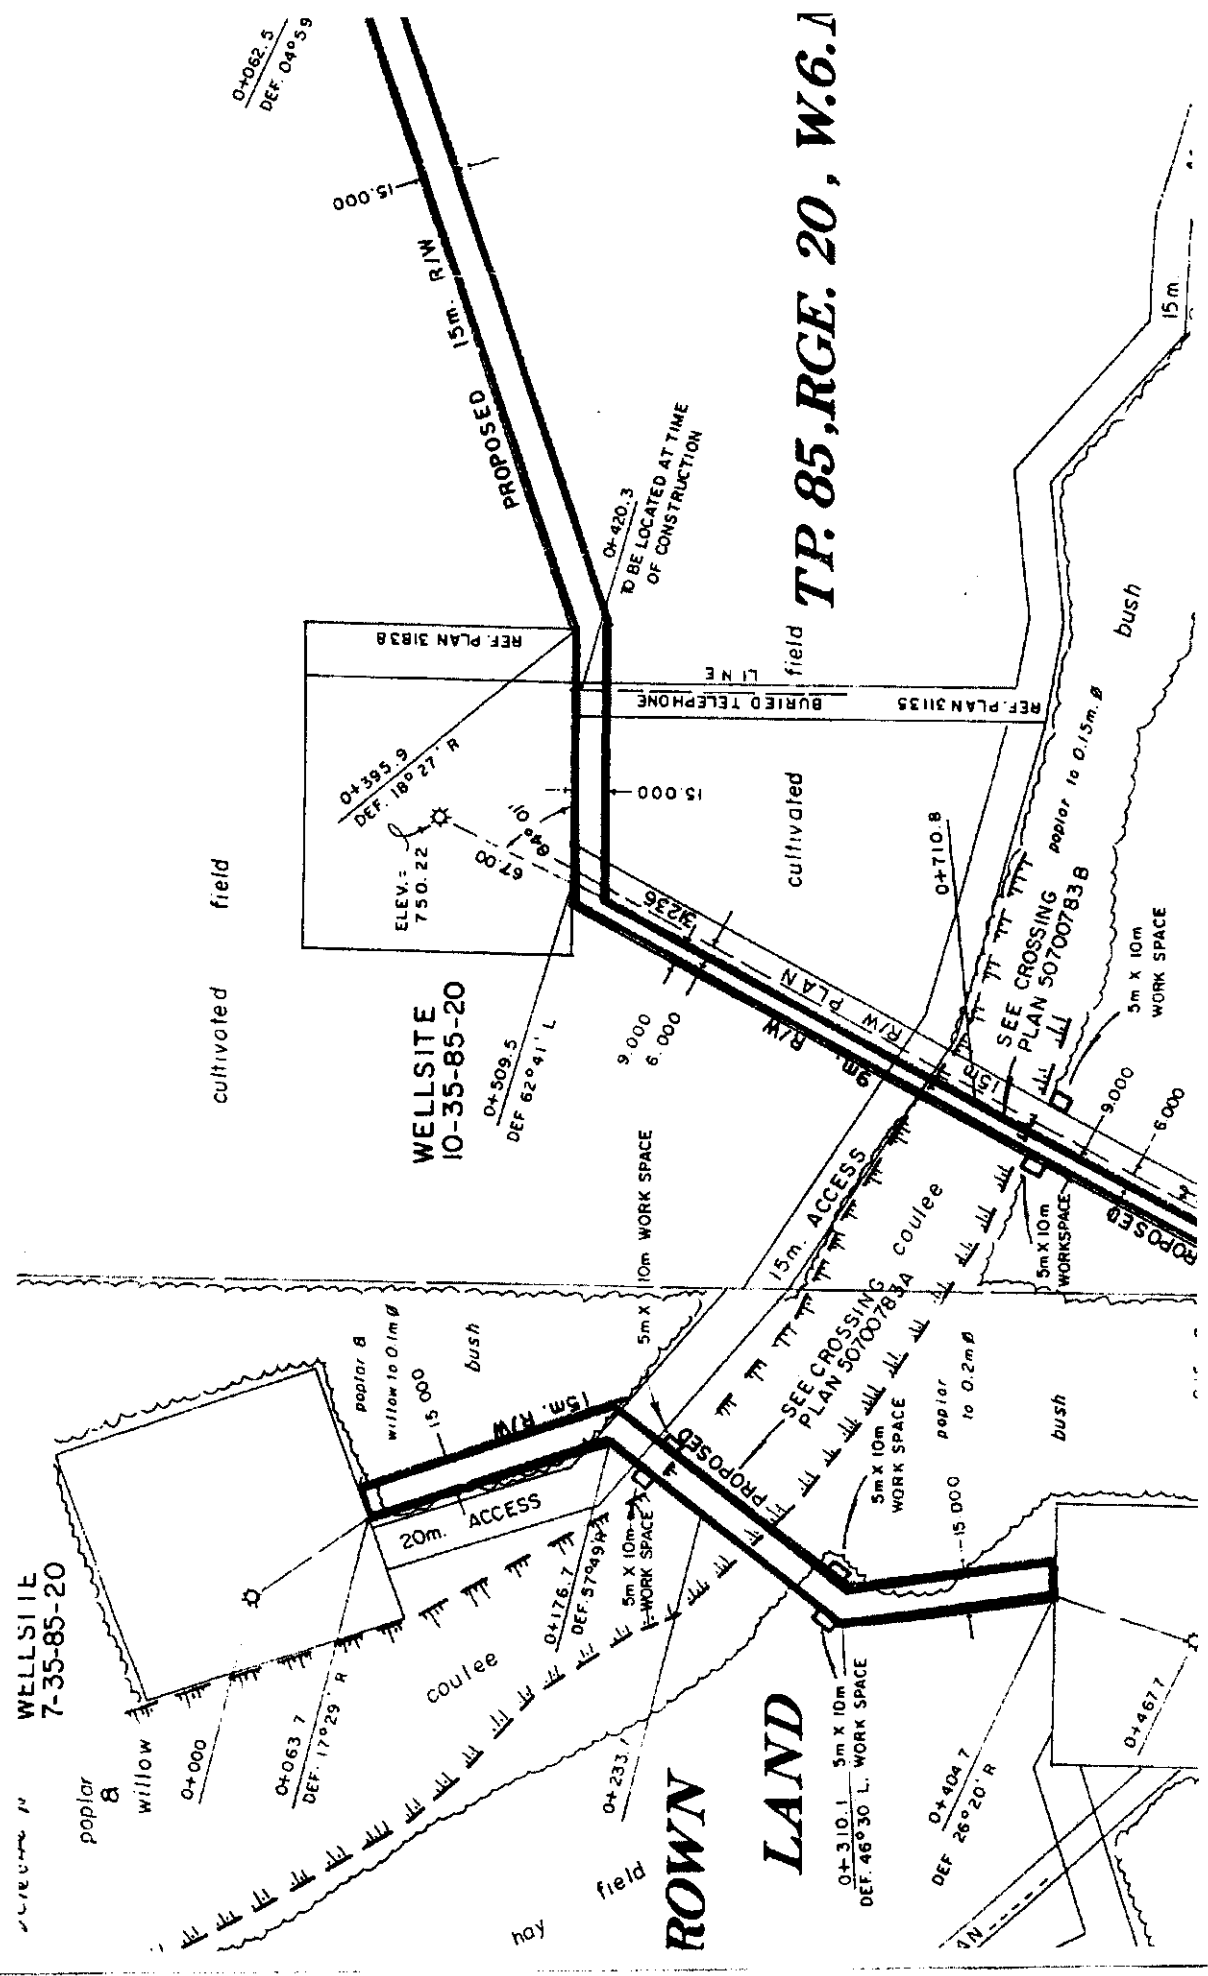 0+062.5
DEF. 04°59
15.000
PROPOSED 15m. R/W
TP. 85, RGE. 20, W.6.
15m.
0+420.3
TO BE LOCATED AT TIME
OF CONSTRUCTION
REF. PLAN 31838
BURIED TELEPHONE
LINE
REF. PLAN 31135
field
cultivated
bush
poplar to 0.15m. ø
0+395.9
DEF. 18° 27' R
ELEV. =
750.22
67.00
64° 01'
15.000
cultivated field
WELLSITE
10-35-85-20
0+509.5
DEF 62° 41' L
9.000
6.000
31236
R/W PLAN
9m. R/W
15m R/W
0+710.8
SEE CROSSING
PLAN 50700783B
5m X 10m
WORK SPACE
9.000
6.000
PROPOSED
5m X 10m
WORKSPACE
15m. ACCESS
coulee
SEE CROSSING
PLAN 50700783A
5m X 10m WORK SPACE
poplar &
willow to 0.1m ø
bush
15 000
15m. R/W
20m. ACCESS
PROPOSED
PROPOSED
5m X 10m
WORK SPACE
5m X 10m
WORK SPACE
poplar
to 0.2m ø
bush
15.000
WELLSITE
7-35-85-20
poplar
&
willow
0+000
0+063 7
DEF. 17° 29' R
coulee
0+176.7
DEF. 57° 49' R
0+233.7
hay field
ROWN
LAND
0+310.1
DEF. 46° 30' L.
5m X 10m
WORK SPACE
0+404 7
DEF 26° 20' R
0+467 7